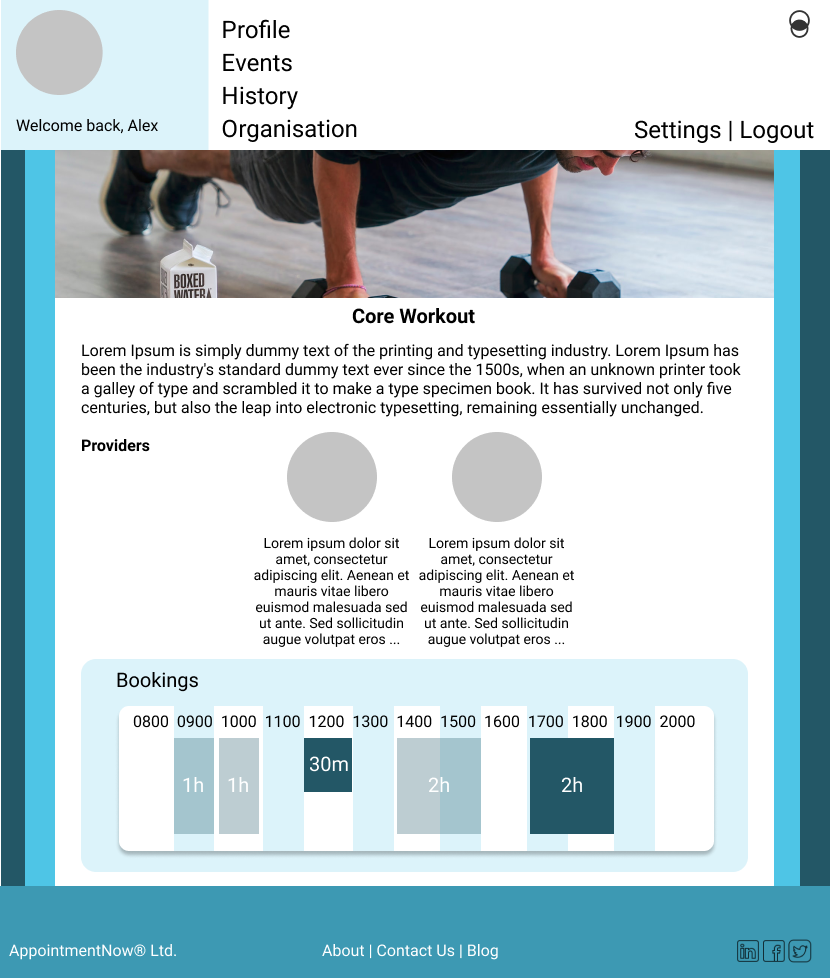 Profile
Events
History
Welcome back, Alex
Organisation
Settings | Logout
BOXED
WATER
Core Workout
Lorem Ipsum is simply dummy text of the printing and typesetting industry. Lorem Ipsum has
been the industry's standard dummy text ever since the 1500s, when an unknown printer took
a galley of type and scrambled it to make a type specimen book. It has survived not only five
centuries, but also the leap into electronic typesetting, remaining essentially unchanged.
Providers
Lorem ipsum dolor sit
amet, consectetur
adipiscing elit. Aenean et
mauris vitae libero
euismod malesuada sed
ut ante. Sed sollicitudin
augue volutpat eros ...
Lorem ipsum dolor sit
amet, consectetur
adipiscing elit. Aenean et
mauris vitae libero
euismod malesuada sed
ut ante. Sed sollicitudin
augue volutpat eros ...
Bookings
0800 0900 1000 1100 1200 1300 1400 1500 1600 1700 1800 1900 2000
1h 1h 30m 2h 2h
AppointmentNow® Ltd.
About | Contact Us | Blog
in f